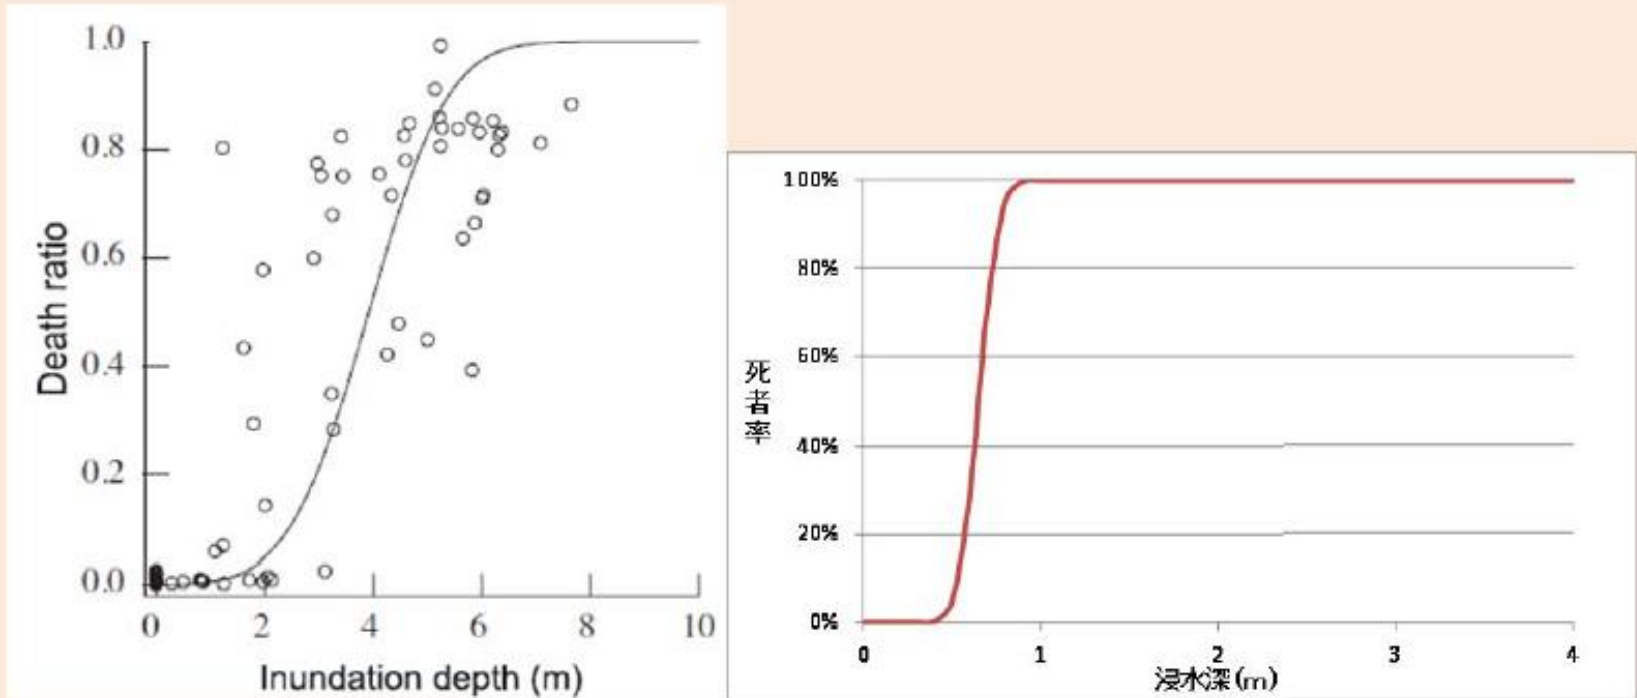 1.0
0.8
0.6
0.4
0.2
0.0
Death ratio
0 2 4 6 8 10
Inundation depth (m)
100%
80%
60%
40%
20%
0%
死者率
0 1 2 3 4
浸水深(m)